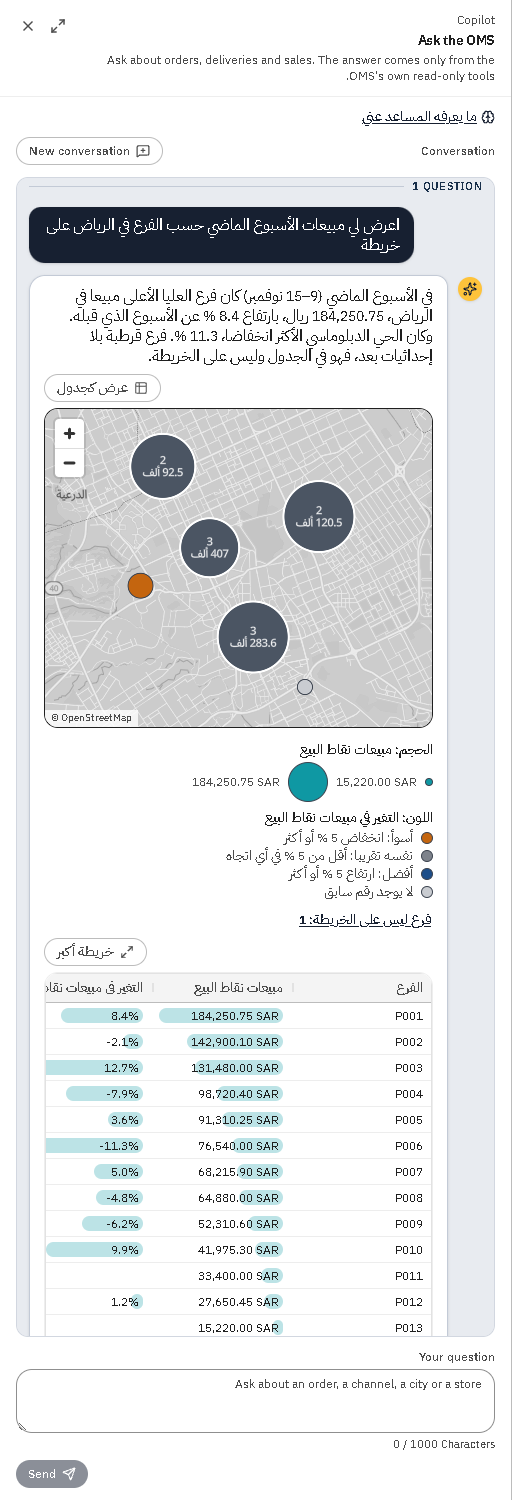 Copilot
Ask the OMS
Ask about orders, deliveries and sales. The answer comes only from the
OMS's own read-only tools.
ما يعرفه المساعد عني
Conversation
New conversation
1 QUESTION
اعرض لي مبيعات الأسبوع الماضي حسب الفرع في الرياض على
خريطة
في الأسبوع الماضي (9–15 نوفمبر) كان فرع العليا الأعلى مبيعا في
الرياض، 184,250.75 ريال، بارتفاع 8.4 % عن الأسبوع الذي قبله.
وكان الحي الدبلوماسي الأكثر انخفاضا، 11.3 %. فرع قرطبة بلا
إحداثيات بعد، فهو في الجدول وليس على الخريطة.
عرض كجدول
2
92.5 ألف
الدرعية
2
120.5 ألف
3
407 ألف
40
3
283.6 ألف
© OpenStreetMap
الحجم: مبيعات نقاط البيع
15,220.00 SAR
184,250.75 SAR
اللون: التغير في مبيعات نقاط البيع
أسوأ: انخفاض 5 % أو أكثر
نفسه تقريبا: أقل من 5 % في أي اتجاه
أفضل: ارتفاع 5 % أو أكثر
لا يوجد رقم سابق
فرع ليس على الخريطة: 1
خريطة أكبر
الفرع مبيعات نقاط البيع التغير في مبيعات نقاط
P001 184,250.75 SAR 8.4%
P002 142,900.10 SAR -2.1%
P003 131,480.00 SAR 12.7%
P004 98,720.40 SAR -7.9%
P005 91,310.25 SAR 3.6%
P006 76,540.00 SAR -11.3%
P007 68,215.90 SAR 5.0%
P008 64,880.00 SAR -4.8%
P009 52,310.60 SAR -6.2%
P010 41,975.30 SAR 9.9%
P011 33,400.00 SAR
P012 27,650.45 SAR 1.2%
P013 15,220.00 SAR
Your question
Ask about an order, a channel, a city or a store
0 / 1000 Characters
Send